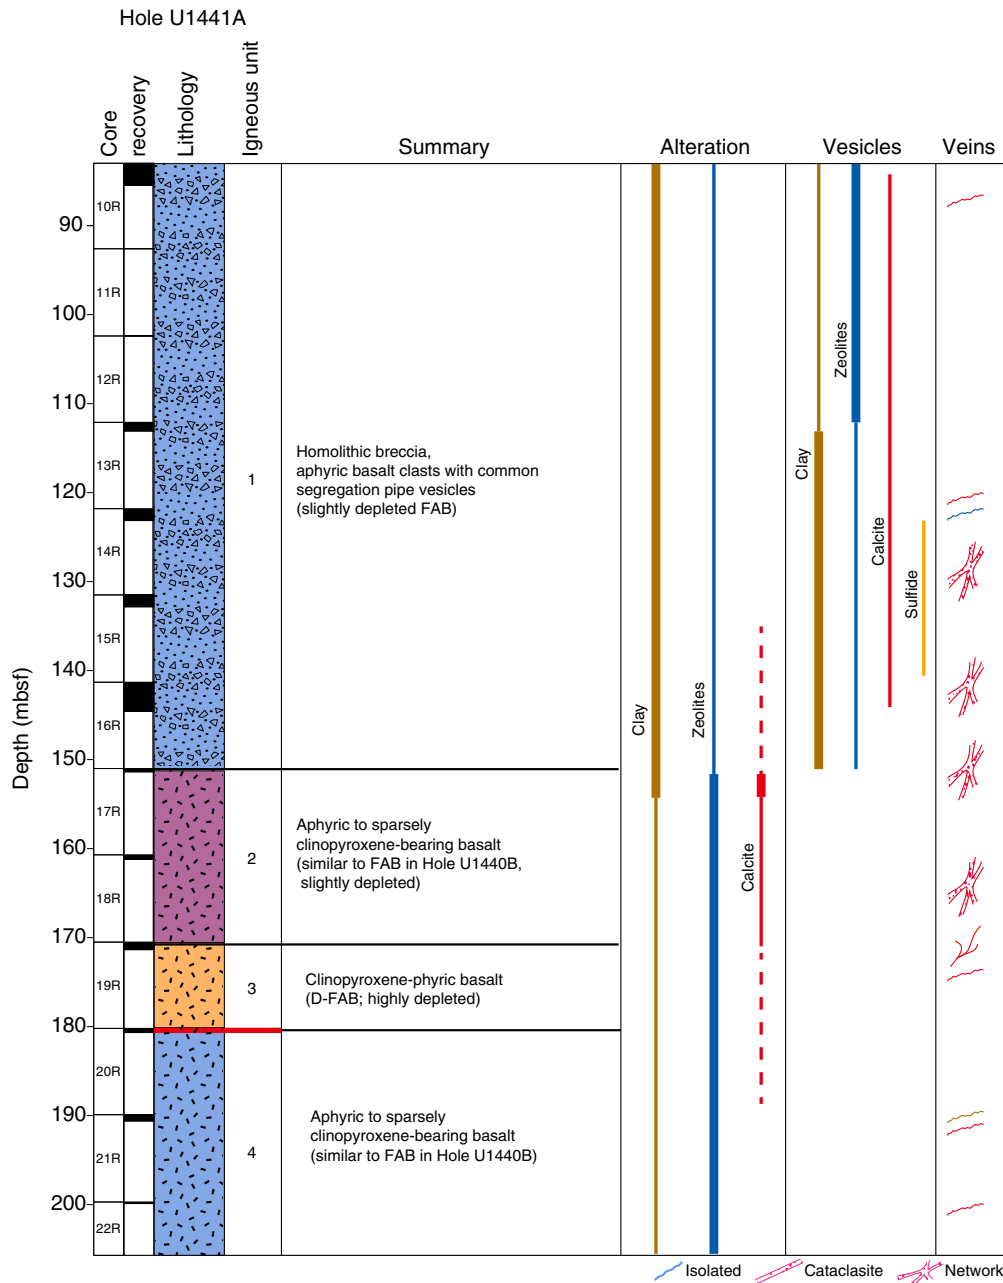 Hole U1441A
Core
recovery
Lithology
Igneous unit
Summary
Alteration
Vesicles
Veins
Depth (mbsf)
90
100
110
120
130
140
150
160
170
180
190
200
10R
11R
12R
13R
14R
15R
16R
17R
18R
19R
20R
21R
22R
1
Homolithic breccia,
aphyric basalt clasts with common
segregation pipe vesicles
(slightly depleted FAB)
2
Aphyric to sparsely
clinopyroxene-bearing basalt
(similar to FAB in Hole U1440B,
slightly depleted)
3
Clinopyroxene-phyric basalt
(D-FAB; highly depleted)
4
Aphyric to sparsely
clinopyroxene-bearing basalt
(similar to FAB in Hole U1440B)
Clay
Zeolites
Calcite
Clay
Zeolites
Calcite
Sulfide
Isolated
Cataclasite
Network